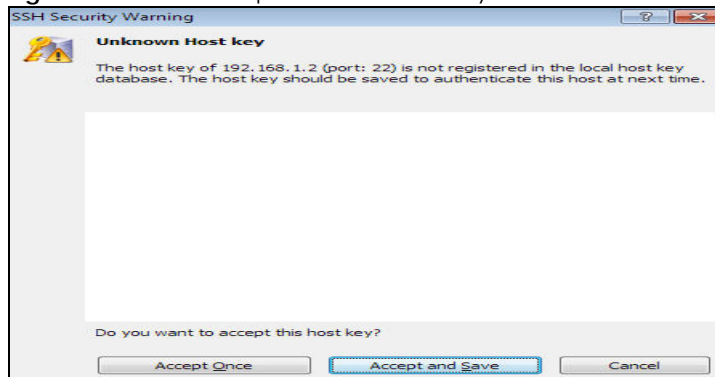 SSH Security Warning
Unknown Host key
The host key of 192.168.1.2 (port: 22) is not registered in the local host key
database. The host key should be saved to authenticate this host at next time.
Do you want to accept this host key?
Accept Once Accept and Save Cancel